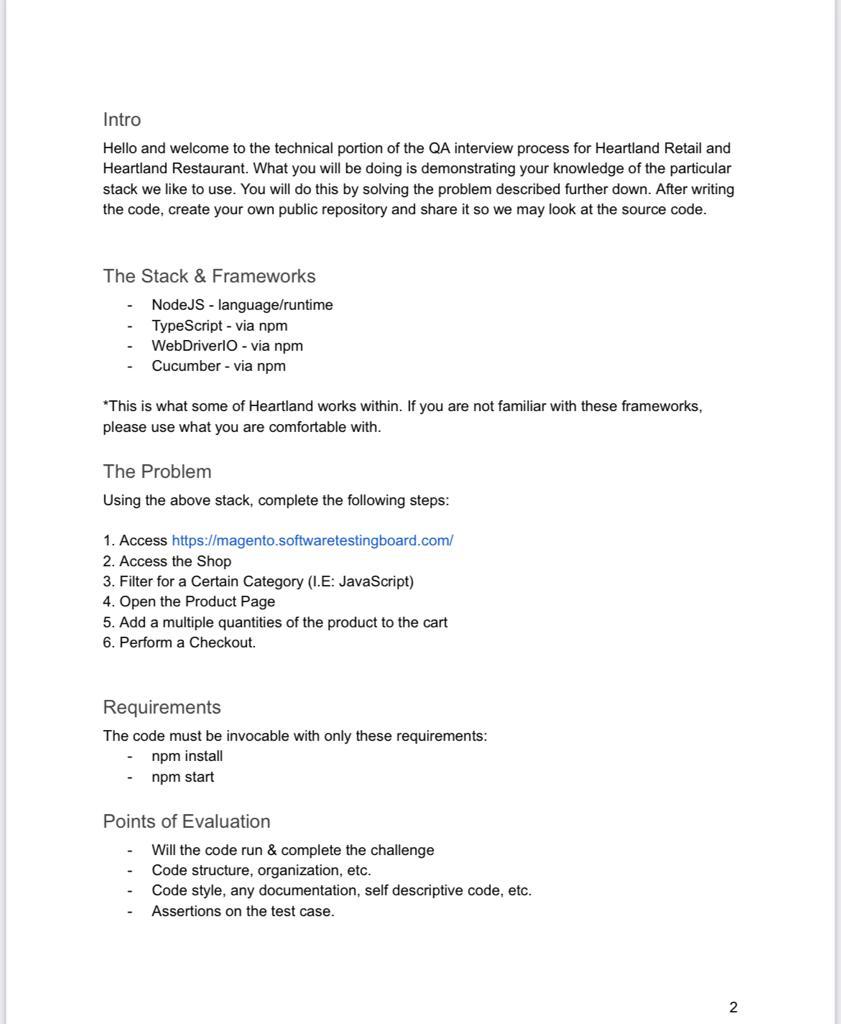 Intro
Hello and welcome to the technical portion of the QA interview process for Heartland Retail and
Heartland Restaurant. What you will be doing is demonstrating your knowledge of the particular
stack we like to use. You will do this by solving the problem described further down. After writing
the code, create your own public repository and share it so we may look at the source code.
The Stack & Frameworks
- NodeJS - language/runtime
- TypeScript - via npm
- WebDriverIO - via npm
- Cucumber - via npm
*This is what some of Heartland works within. If you are not familiar with these frameworks,
please use what you are comfortable with.
The Problem
Using the above stack, complete the following steps:
1. Access https://magento.softwaretestingboard.com/
2. Access the Shop
3. Filter for a Certain Category (I.E: JavaScript)
4. Open the Product Page
5. Add a multiple quantities of the product to the cart
6. Perform a Checkout.
Requirements
The code must be invocable with only these requirements:
- npm install
- npm start
Points of Evaluation
- Will the code run & complete the challenge
- Code structure, organization, etc.
- Code style, any documentation, self descriptive code, etc.
- Assertions on the test case.
2